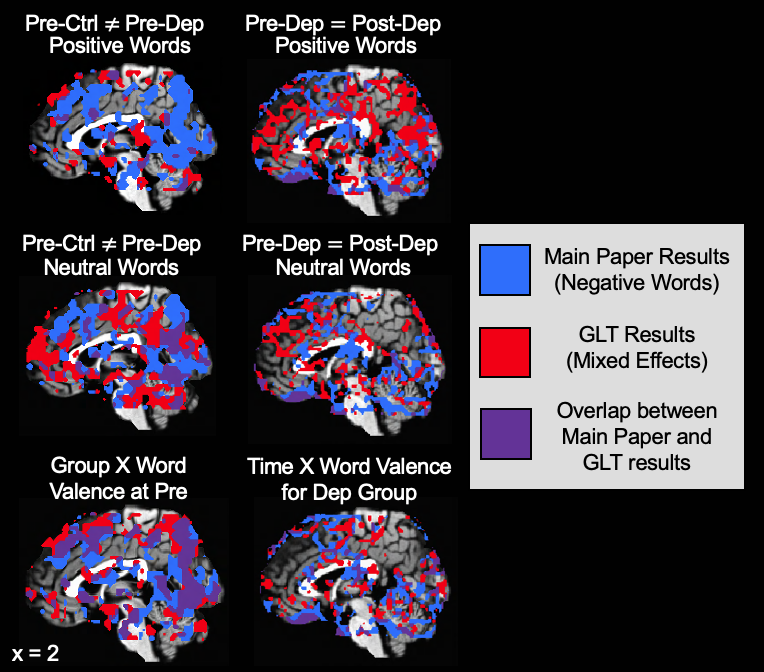 Pre-Ctrl ≠ Pre-Dep
Positive Words
Pre-Dep = Post-Dep
Positive Words
Pre-Ctrl ≠ Pre-Dep
Neutral Words
Pre-Dep = Post-Dep
Neutral Words
Main Paper Results
(Negative Words)
GLT Results
(Mixed Effects)
Overlap between
Main Paper and
GLT results
Group X Word
Valence at Pre
Time X Word Valence
for Dep Group
x = 2